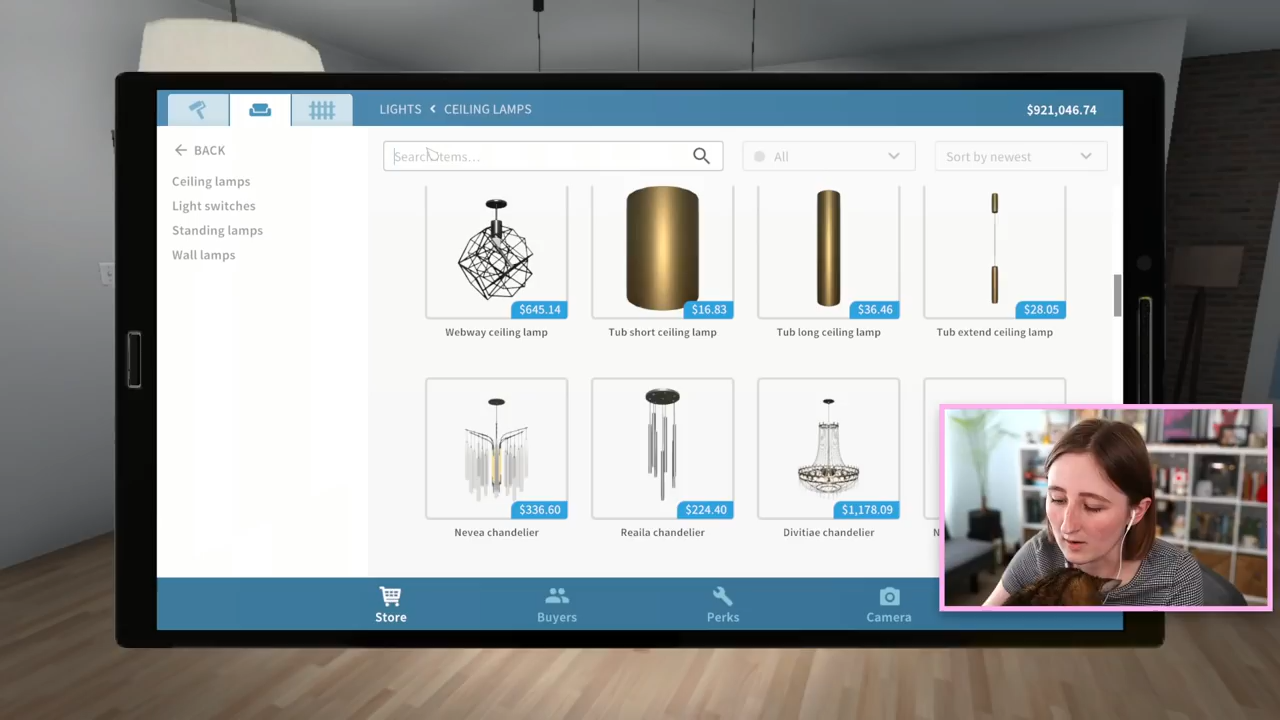 LIGHTS < CEILING LAMPS
$921,046.74
BACK
Search items...
All
Sort by newest
Ceiling lamps
Light switches
Standing lamps
Wall lamps
$645.14
$16.83
$36.46
$28.05
Webway ceiling lamp
Tub short ceiling lamp
Tub long ceiling lamp
Tub extend ceiling lamp
$336.60
$224.40
$1,178.09
Nevea chandelier
Reaila chandelier
Divitiae chandelier
Store
Buyers
Perks
Camera